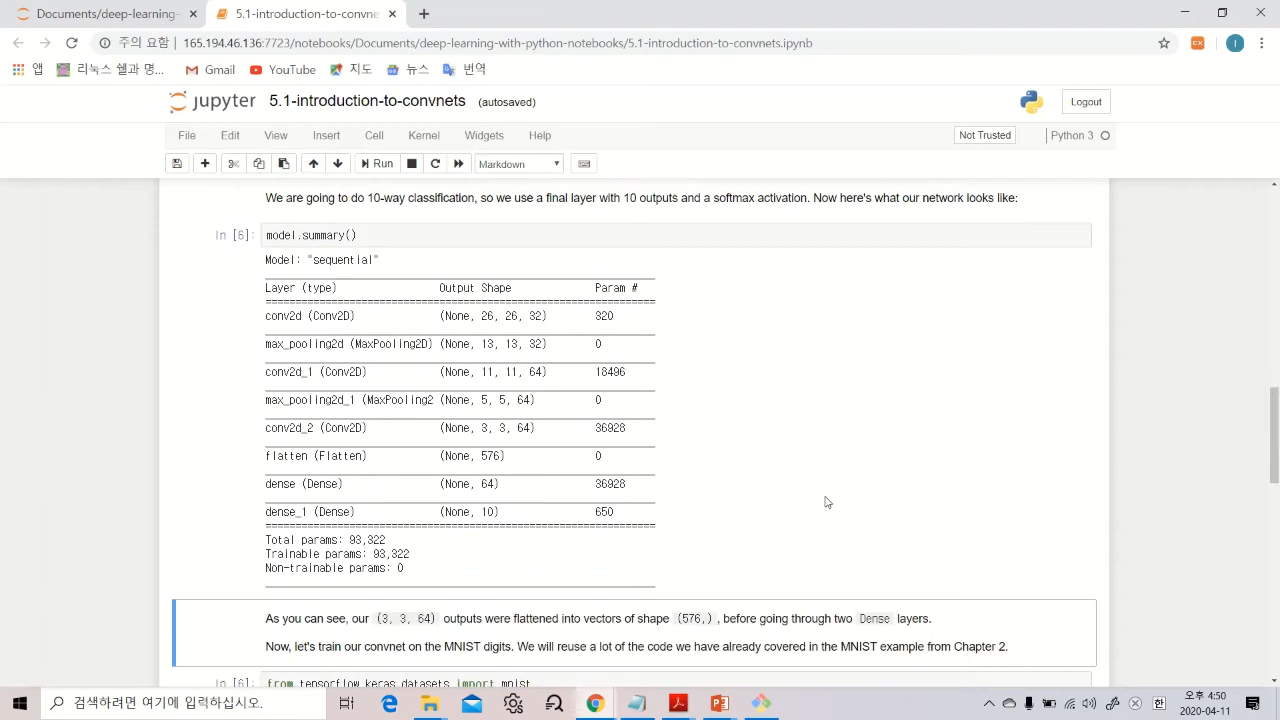 Documents/deep-learning-
5.1-introduction-to-convne
주의 요함
165.194.46.136:7723/notebooks/Documents/deep-learning-with-python-notebooks/5.1-introduction-to-convnets.ipynb
앱
리눅스 쉘과 명...
Gmail
YouTube
지도
뉴스
번역
jupyter 5.1-introduction-to-convnets (autosaved)
Logout
File Edit View Insert Cell Kernel Widgets Help
Not Trusted
Python 3
Run
Markdown
We are going to do 10-way classification, so we use a final layer with 10 outputs and a softmax activation. Now here's what our network looks like:
In [6]: model.summary()
Model: "sequential"
Layer (type) Output Shape Param #
conv2d (Conv2D) (None, 26, 26, 32) 320
max_pooling2d (MaxPooling2D) (None, 13, 13, 32) 0
conv2d_1 (Conv2D) (None, 11, 11, 64) 18496
max_pooling2d_1 (MaxPooling2 (None, 5, 5, 64) 0
conv2d_2 (Conv2D) (None, 3, 3, 64) 36928
flatten (Flatten) (None, 576) 0
dense (Dense) (None, 64) 36928
dense_1 (Dense) (None, 10) 650
Total params: 93,322
Trainable params: 93,322
Non-trainable params: 0
As you can see, our (3, 3, 64) outputs were flattened into vectors of shape (576,), before going through two Dense layers.
Now, let's train our convnet on the MNIST digits. We will reuse a lot of the code we have already covered in the MNIST example from Chapter 2.
In [6]: from tensorflow.keras.datasets import mnist
검색하려면 여기에 입력하십시오.
한
오후 4:50
2020-04-11